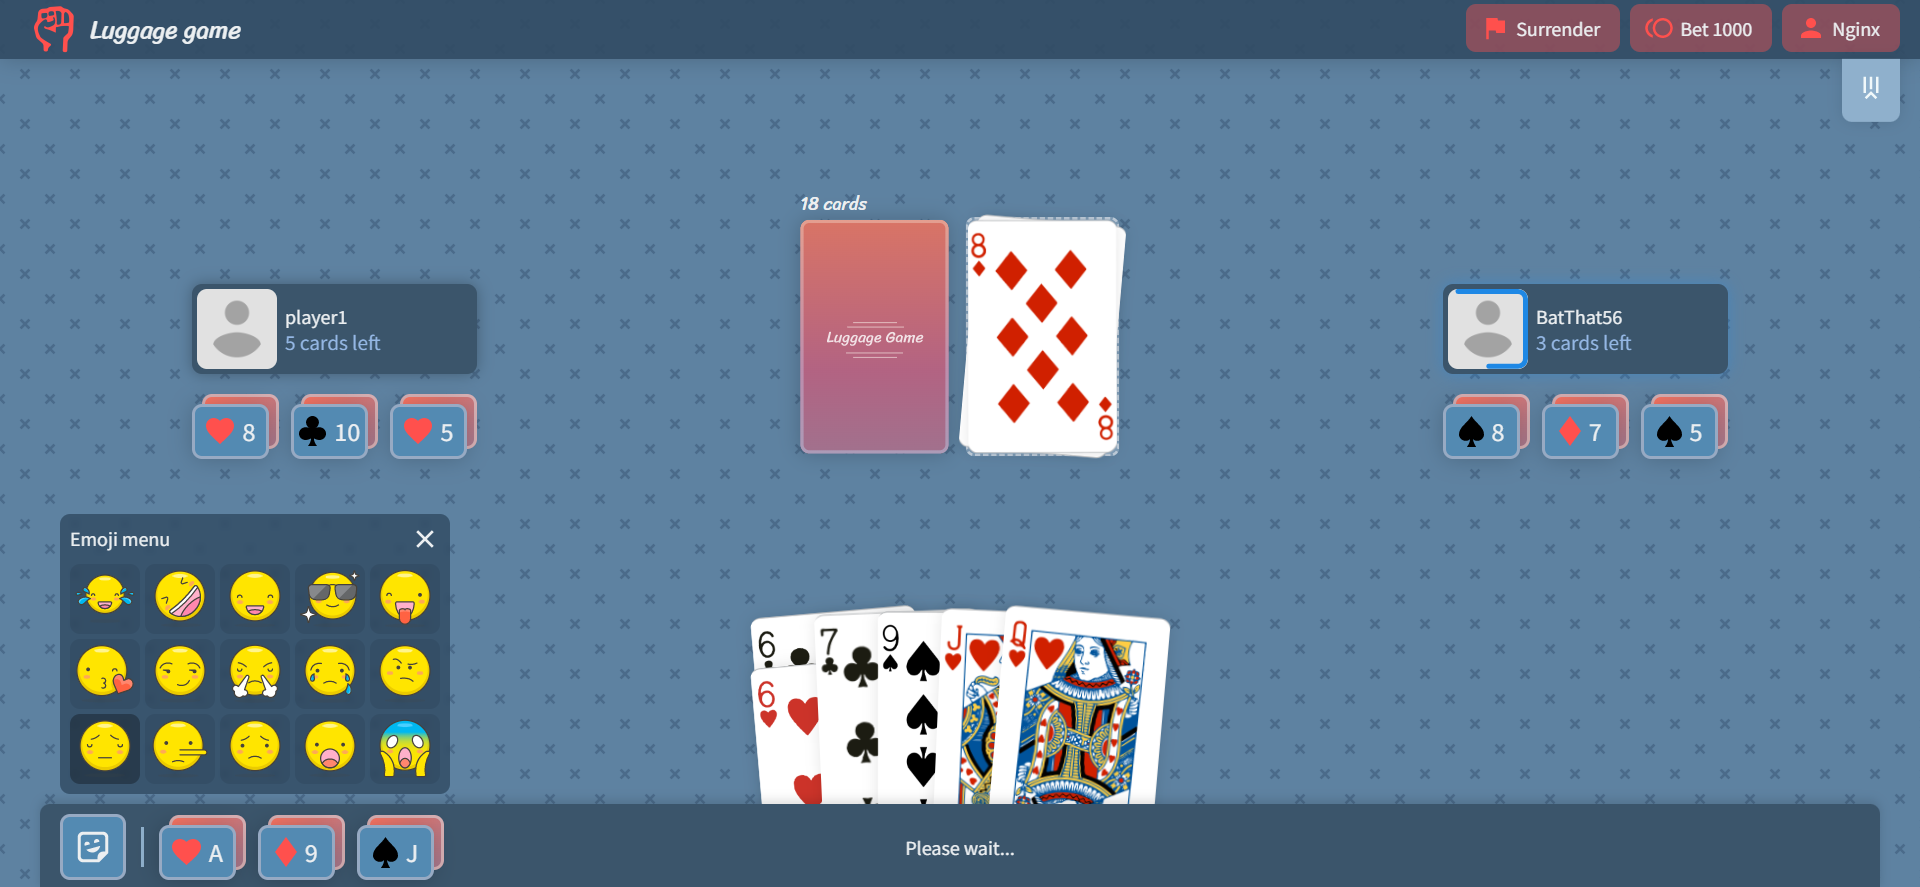 Luggage game
Surrender
Bet 1000
Nginx
18 cards
Luggage Game
8
8
player1
5 cards left
8
10
5
BatThat56
3 cards left
8
7
5
Emoji menu
6
6
7
9
J
Q
A
9
J
Please wait...